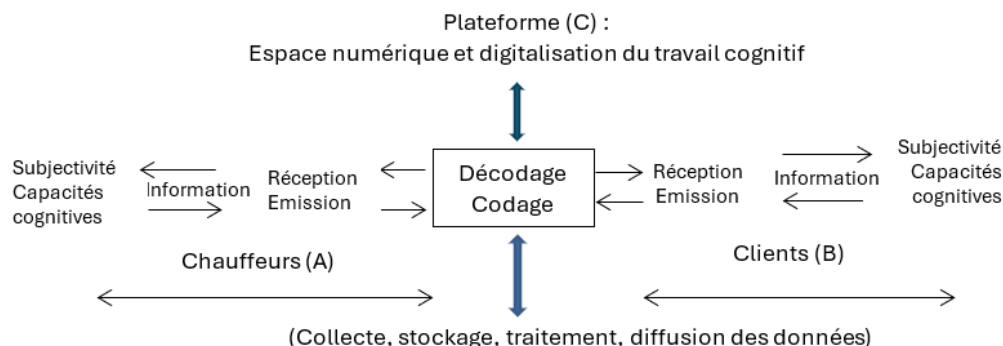 Plateforme (C) :
Espace numérique et digitalisation du travail cognitif
Subjectivité
Capacités
cognitives
Information
Réception
Emission
Décodage
Codage
Réception
Emission
Information
Subjectivité
Capacités
cognitives
Chauffeurs (A)
Clients (B)
(Collecte, stockage, traitement, diffusion des données)